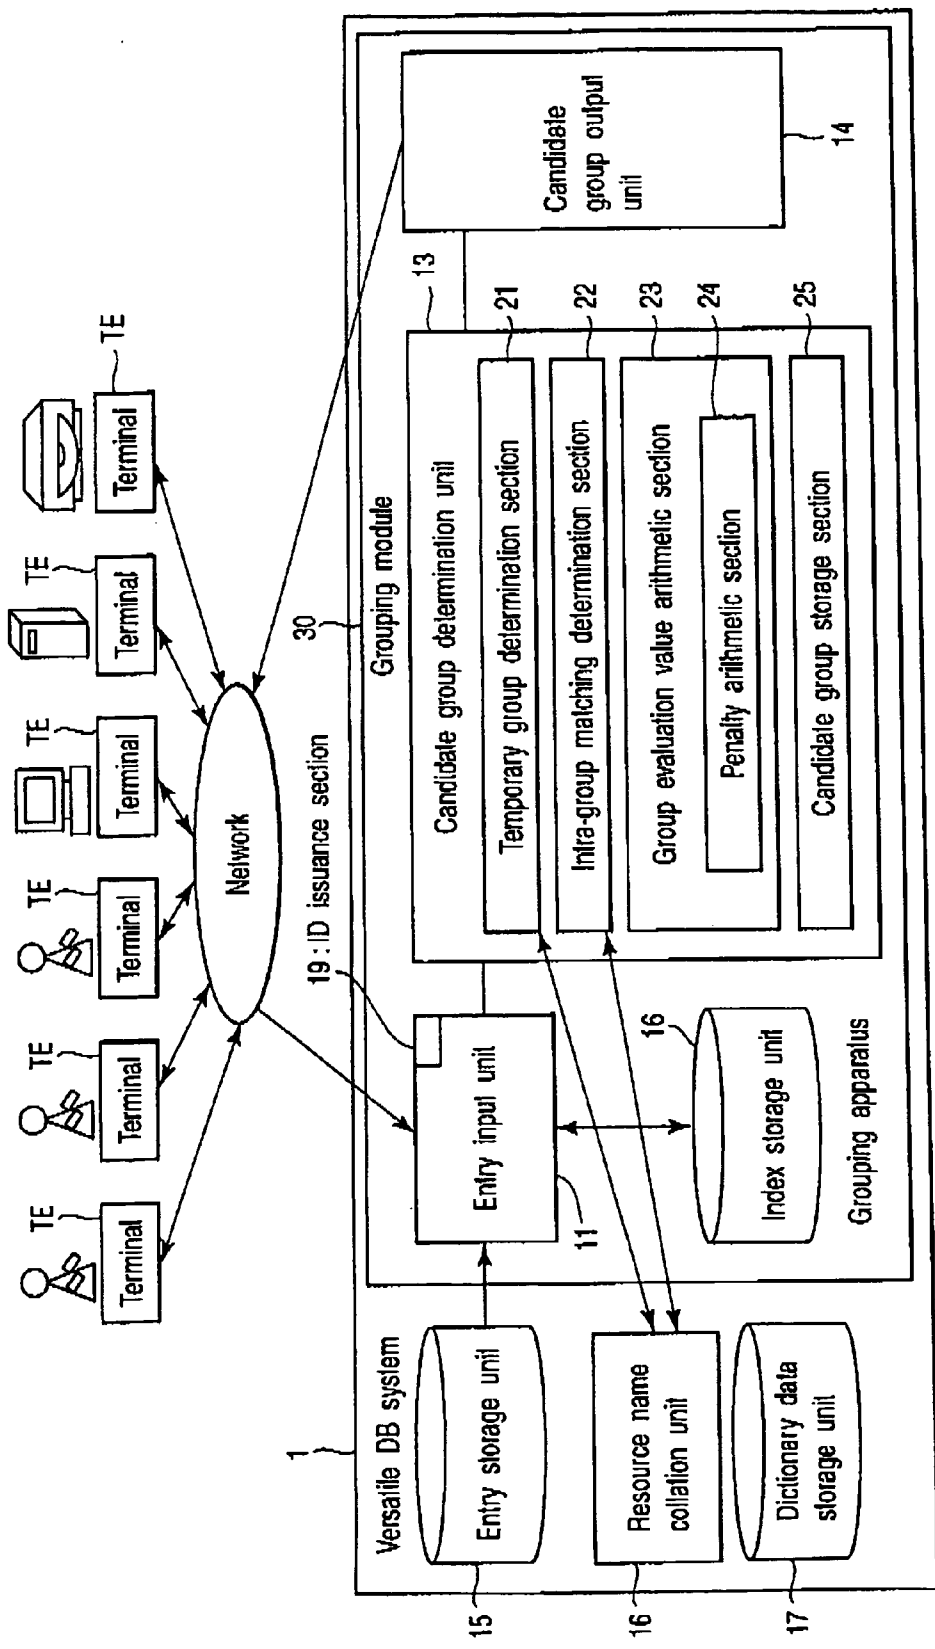 TE
TE
TE
TE
TE
TE
Terminal
Terminal
Terminal
Terminal
Terminal
Terminal
Network
1
Versatile DB system
30
Grouping module
19 : ID issuance section
13
Entry storage unit
15
Entry input unit
11
Candidate group determination unit
Temporary group determination section
21
Intra-group matching determination section
22
Group evaluation value arithmetic section
23
Penalty arithmetic section
24
Candidate group storage section
25
Candidate
group output
unit
14
Resource name
collation unit
16
Index storage unit
16
Dictionary data
storage unit
17
Grouping apparatus